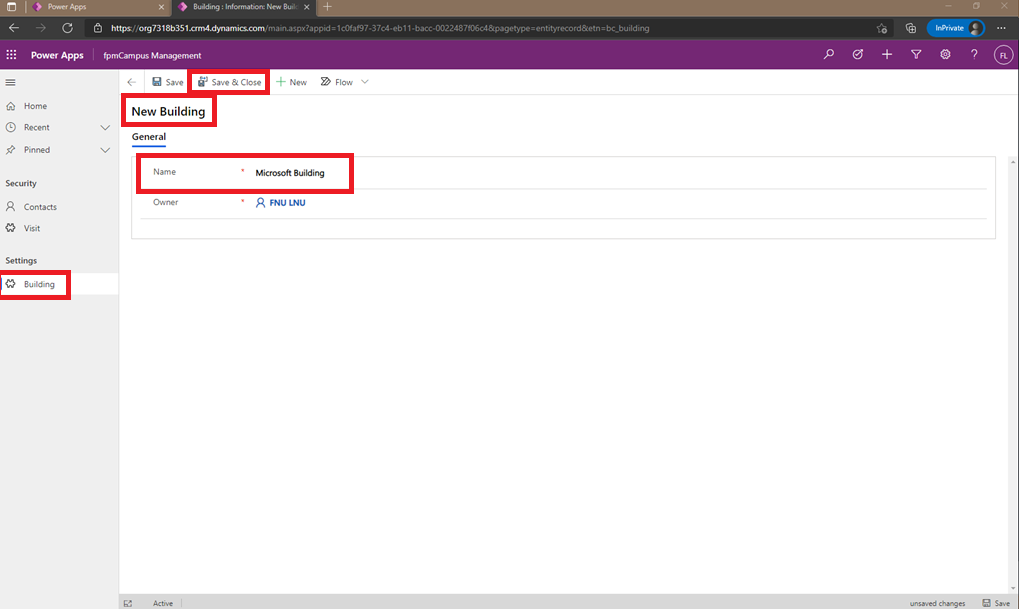 Power Apps
Building : Information: New Buil
https://org7318b351.crm4.dynamics.com/main.aspx?appid=1c0faf97-37c4-eb11-bacc-0022487f06c4&pagetype=entityrecord&etn=bc_building
InPrivate
Power Apps
fpmCampus Management
FL
Save
Save & Close
New
Flow
Home
Recent
Pinned
Security
Contacts
Visit
Settings
Building
New Building
General
Name * Microsoft Building
Owner * FNU LNU
Active
unsaved changes
Save